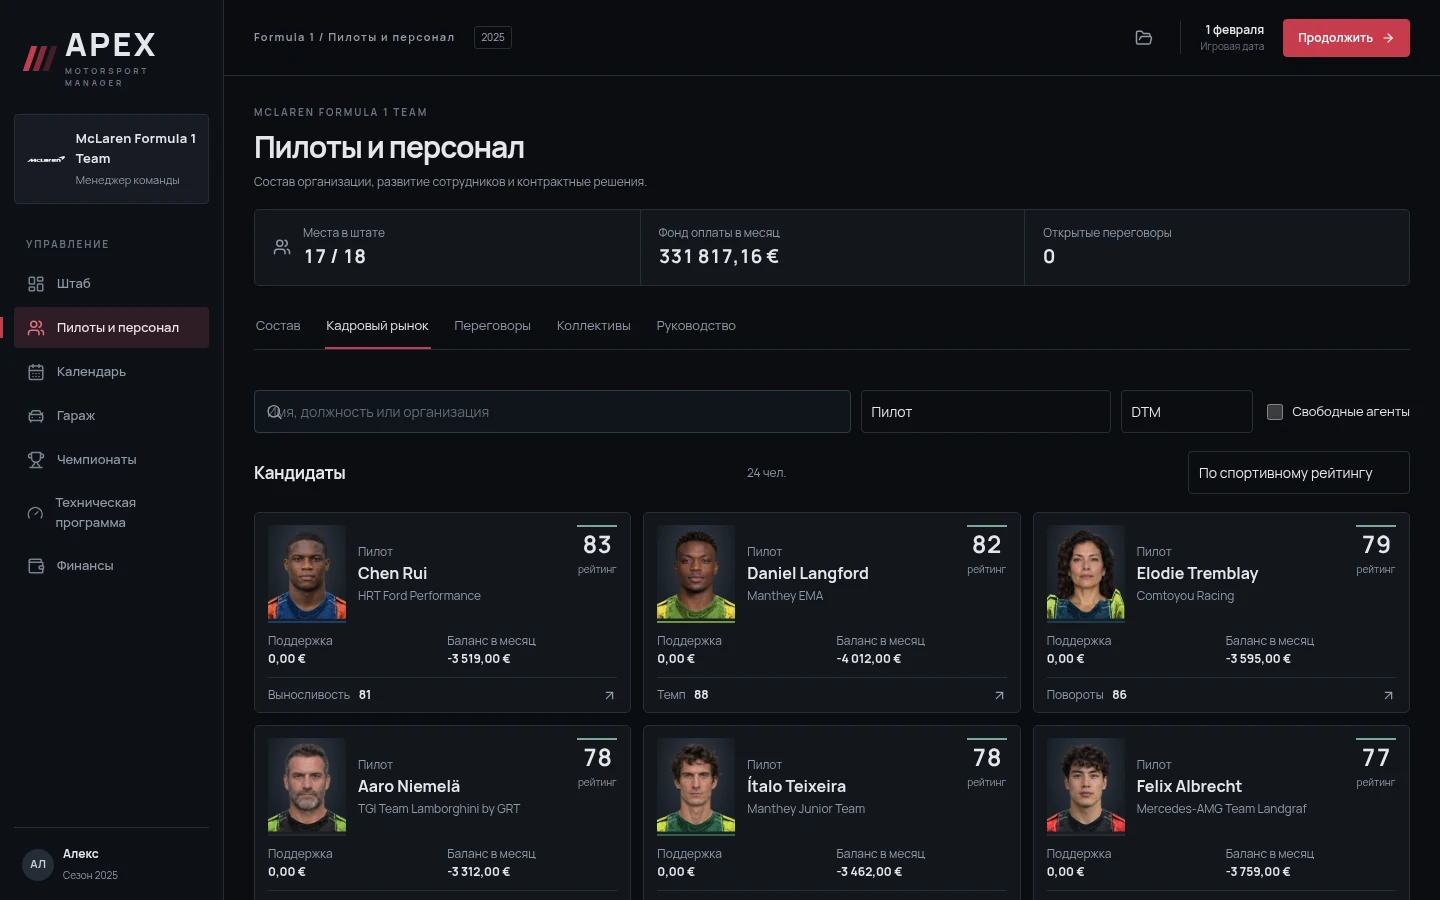 APEX
MOTORSPORT
MANAGER
McLaren
McLaren Formula 1
Team
Менеджер команды
УПРАВЛЕНИЕ
Штаб
Пилоты и персонал
Календарь
Гараж
Чемпионаты
Техническая
программа
Финансы
АЛ
Алекс
Сезон 2025
Formula 1 / Пилоты и персонал
2025
1 февраля
Игровая дата
Продолжить
MCLAREN FORMULA 1 TEAM
Пилоты и персонал
Состав организации, развитие сотрудников и контрактные решения.
Места в штате
17 / 18
Фонд оплаты в месяц
331 817,16 €
Открытые переговоры
0
Состав
Кадровый рынок
Переговоры
Коллективы
Руководство
Имя, должность или организация
Пилот
DTM
Свободные агенты
Кандидаты
24 чел.
По спортивному рейтингу
Пилот
Chen Rui
HRT Ford Performance
83
рейтинг
Поддержка
0,00 €
Баланс в месяц
-3 519,00 €
Выносливость 81
Пилот
Daniel Langford
Manthey EMA
82
рейтинг
Поддержка
0,00 €
Баланс в месяц
-4 012,00 €
Темп 88
Пилот
Elodie Tremblay
Comtoyou Racing
79
рейтинг
Поддержка
0,00 €
Баланс в месяц
-3 595,00 €
Повороты 86
Пилот
Aaro Niemelä
TGI Team Lamborghini by GRT
78
рейтинг
Поддержка
0,00 €
Баланс в месяц
-3 312,00 €
Пилот
Ítalo Teixeira
Manthey Junior Team
78
рейтинг
Поддержка
0,00 €
Баланс в месяц
-3 462,00 €
Пилот
Felix Albrecht
Mercedes-AMG Team Landgraf
77
рейтинг
Поддержка
0,00 €
Баланс в месяц
-3 759,00 €